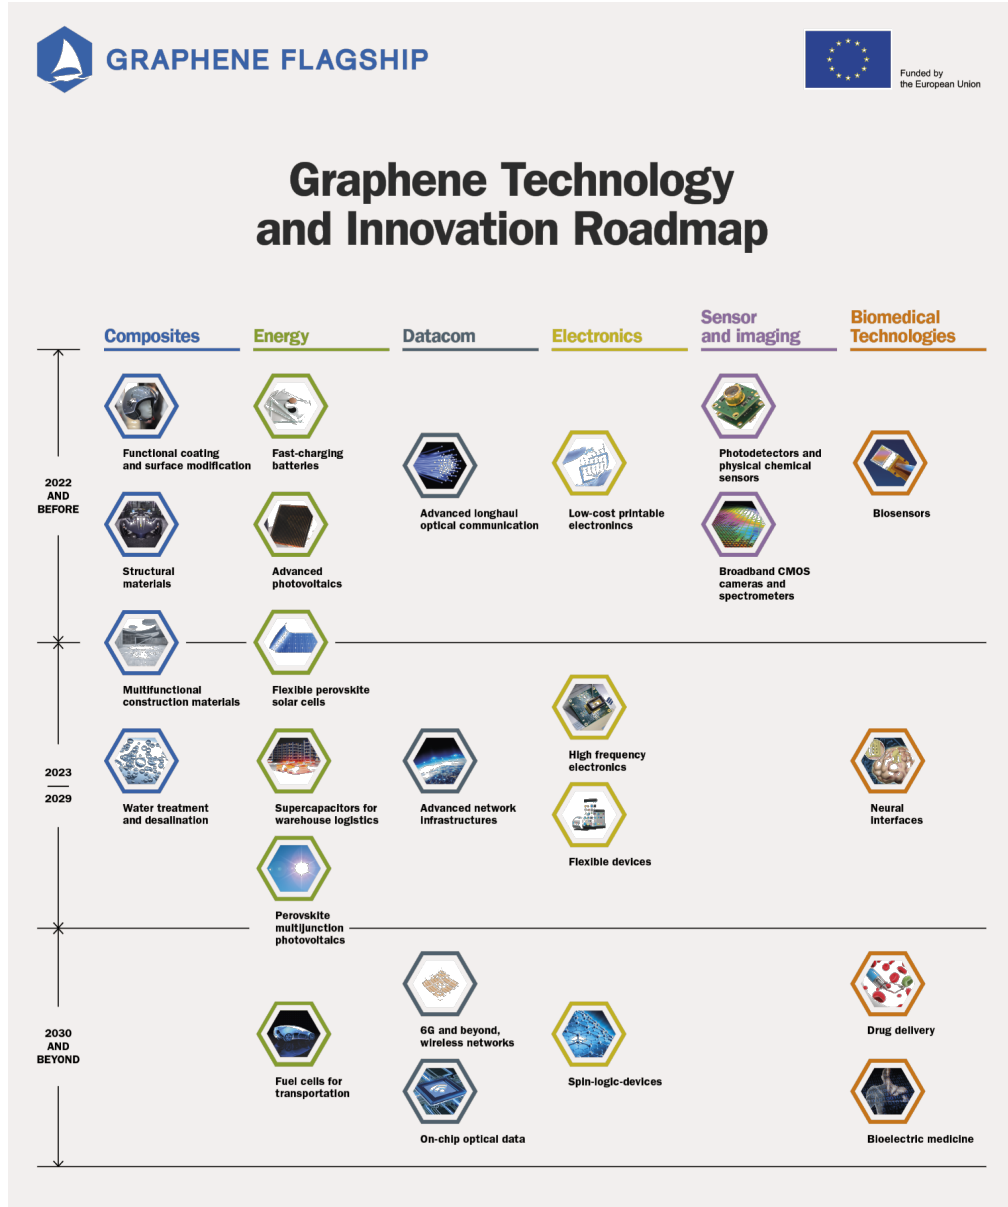 GRAPHENE FLAGSHIP
Funded by
the European Union
Graphene Technology
and Innovation Roadmap
Composites
Energy
Datacom
Electronics
Sensor
and imaging
Biomedical
Technologies
2022
AND
BEFORE
Functional coating
and surface modification
Fast-charging
batteries
Advanced longhaul
optical communication
Low-cost printable
electronincs
Photodetectors and
physical chemical
sensors
Biosensors
Structural
materials
Advanced
photovoltaics
Broadband CMOS
cameras and
spectrometers
Multifunctional
construction materials
Flexible perovskite
solar cells
2023
2029
High frequency
electronics
Water treatment
and desalination
Supercapacitors for
warehouse logistics
Advanced network
infrastructures
Neural
interfaces
Flexible devices
Perovskite
multijunction
photovoltaics
2030
AND
BEYOND
Fuel cells for
transportation
6G and beyond,
wireless networks
Spin-logic-devices
Drug delivery
On-chip optical data
Bioelectric medicine